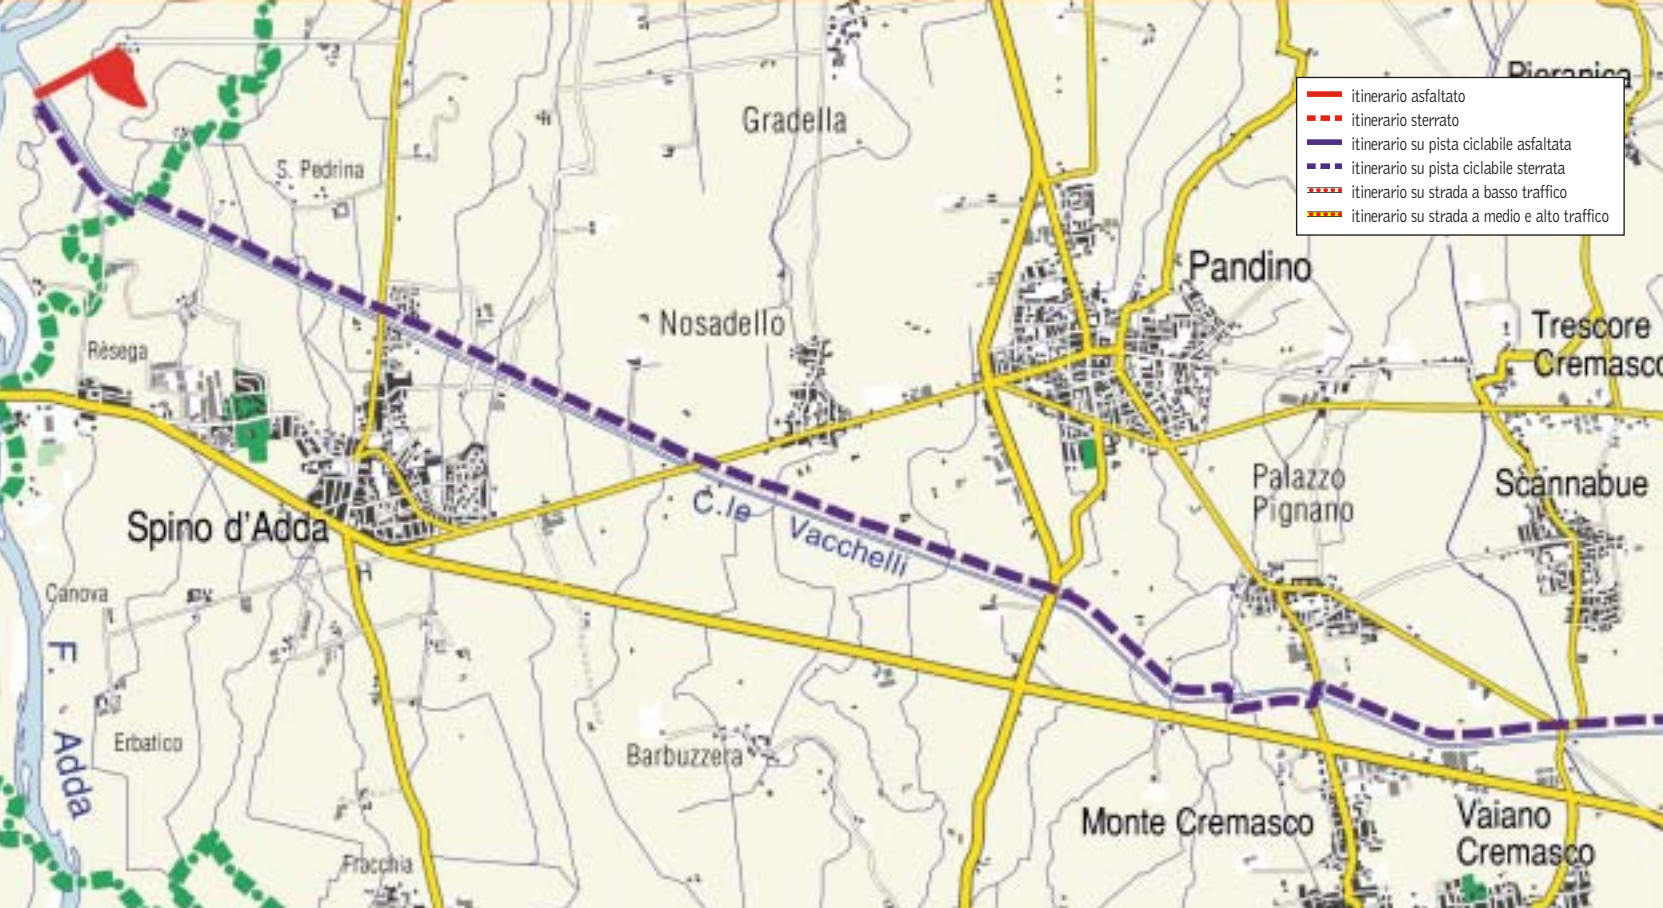 Pieranica
itinerario asfaltato
itinerario sterrato
itinerario su pista ciclabile asfaltata
itinerario su pista ciclabile sterrata
itinerario su strada a basso traffico
itinerario su strada a medio e alto traffico
Gradella
S. Pedrina
Pandino
Nosadello
Trescore
Cremasco
Rèsega
Palazzo
Pignano
Scannabue
C.le Vacchelli
Spino d'Adda
Canova
F. Adda
Erbatico
Barbuzzera
Monte Cremasco
Vaiano
Cremasco
Fracchia